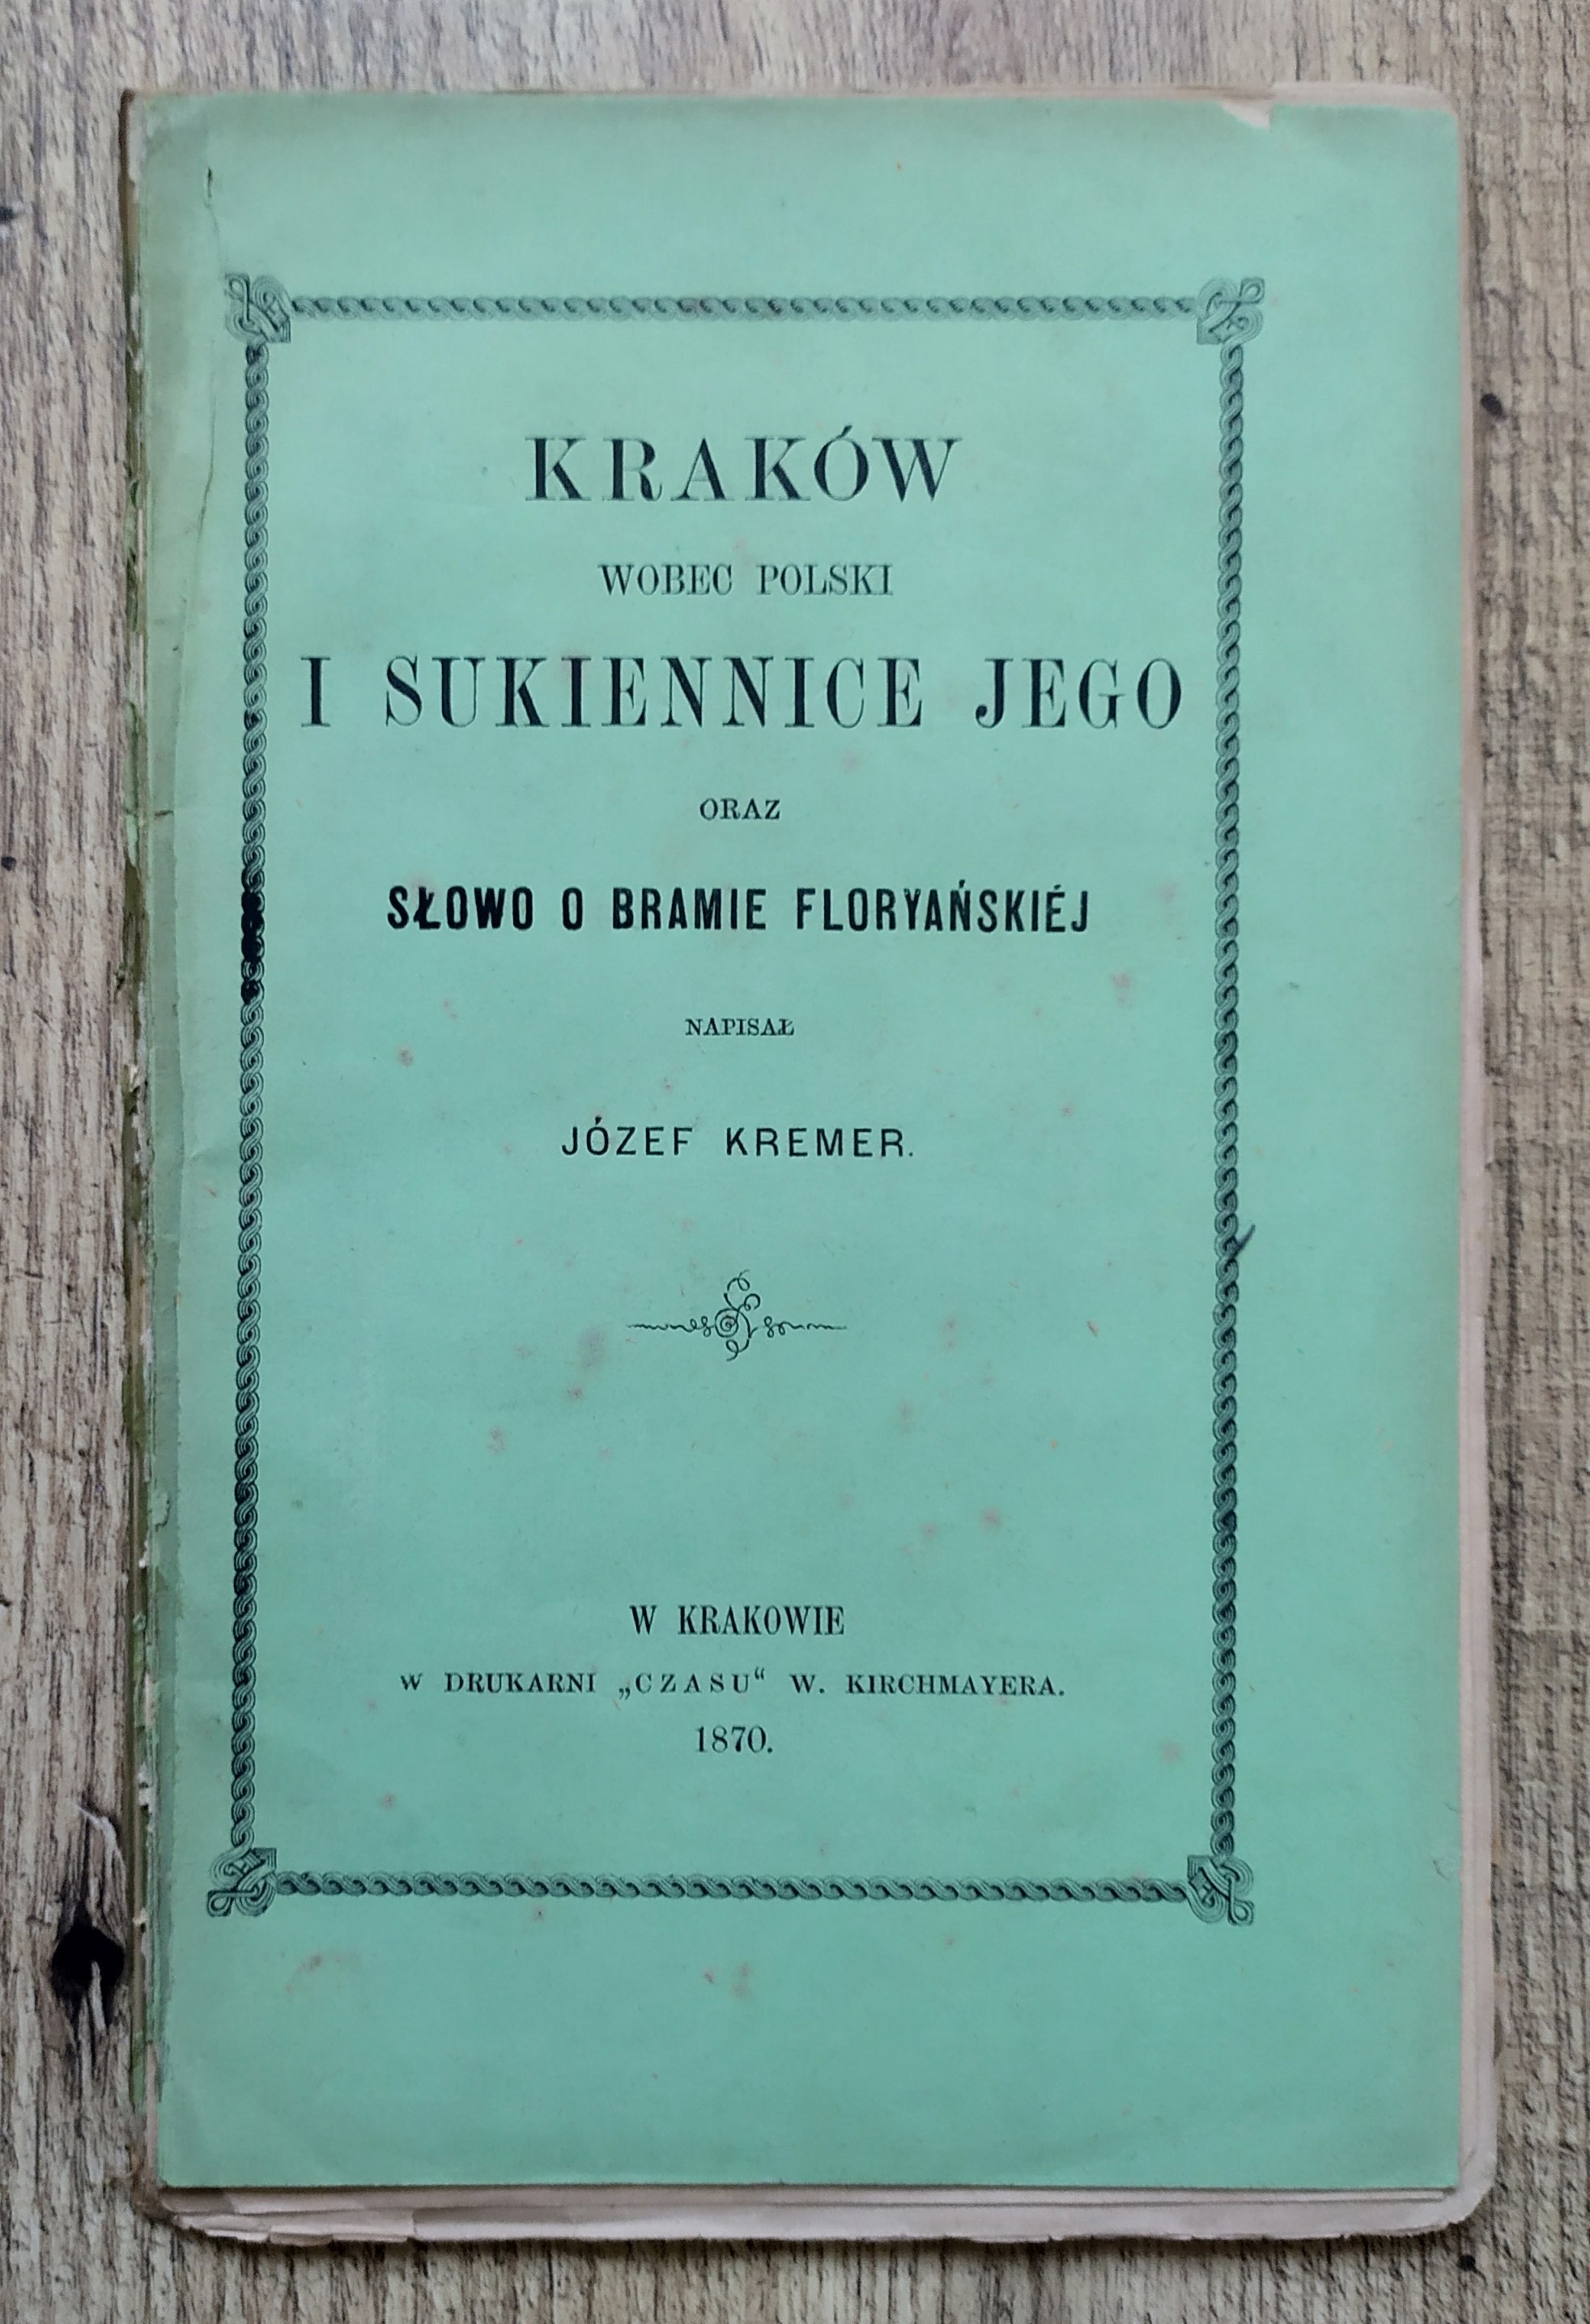 KRAKÓW
WOBEC POLSKI
I SUKIENNICE JEGO
ORAZ
SŁOWO O BRAMIE FLORYAŃSKIÉJ
NAPISAŁ
JÓZEF KREMER.
W KRAKOWIE
W DRUKARNI „CZASU“ W. KIRCHMAYERA.
1870.